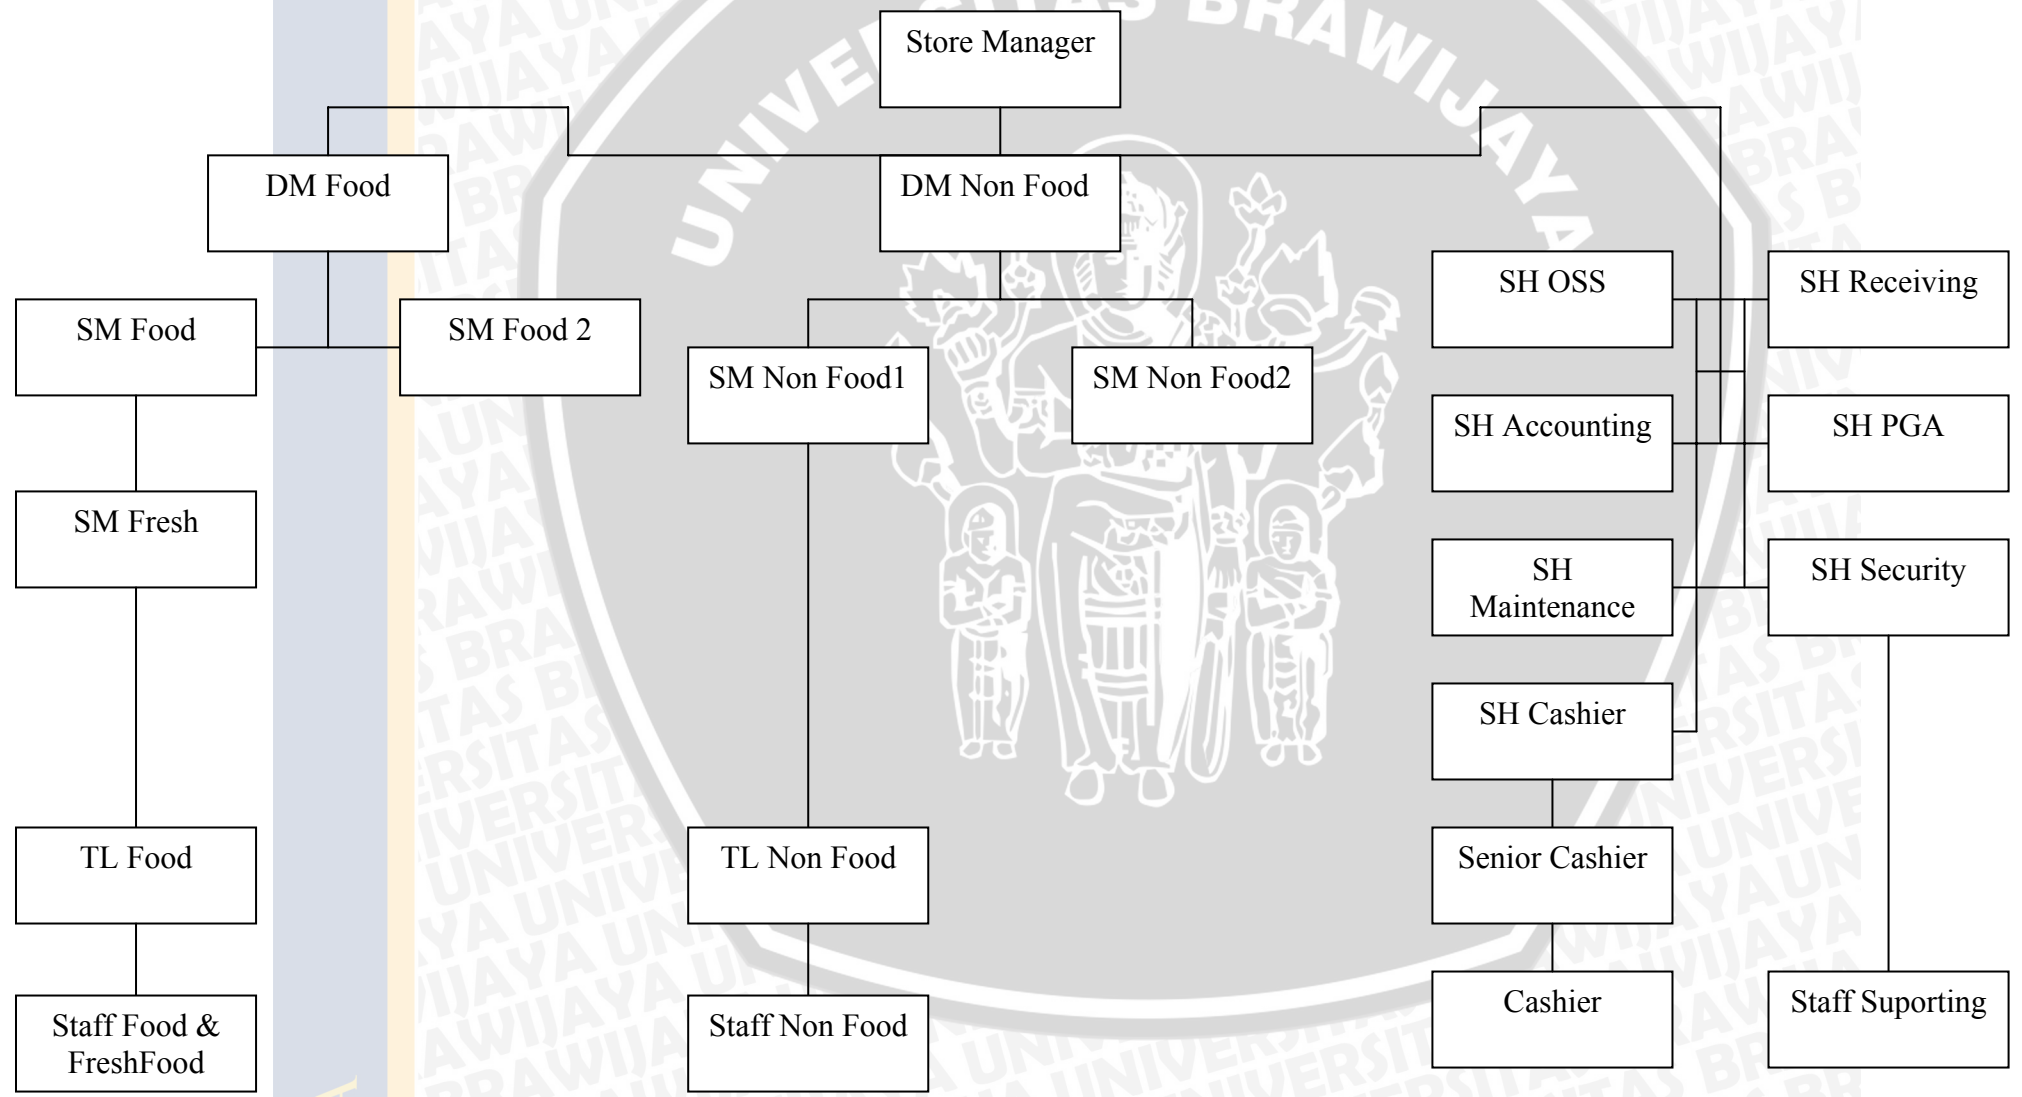 UNIVERSITAS BRAWIJAYA
Store Manager
DM Food
DM Non Food
SH OSS
SH Receiving
SM Food
SM Food 2
SM Non Food1
SM Non Food2
SH Accounting
SH PGA
SM Fresh
SH
Maintenance
SH Security
SH Cashier
TL Food
TL Non Food
Senior Cashier
Cashier
Staff Suporting
Staff Food &
FreshFood
Staff Non Food